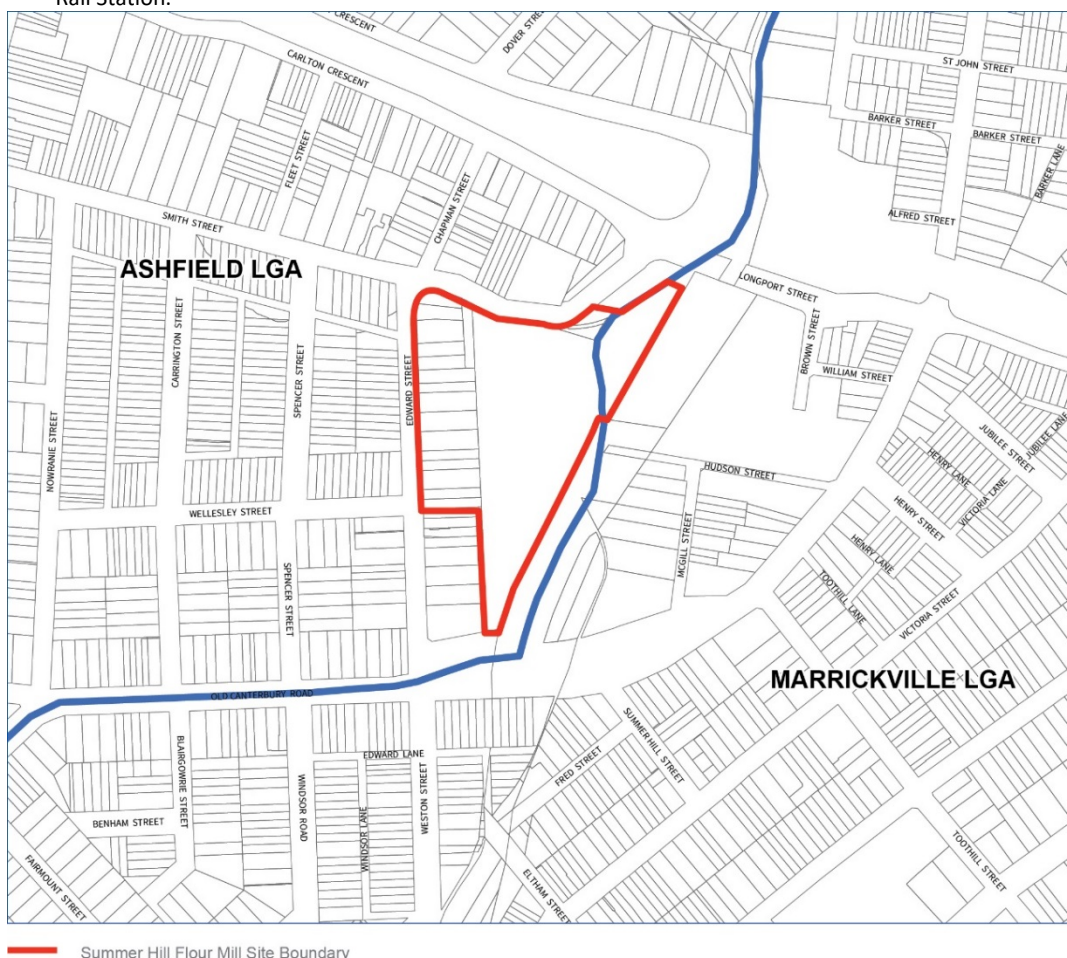 Rail Station.
CRESCENT
DOVER STREET
CARLTON CRESCENT
ST JOHN STREET
BARKER STREET
BARKER STREET
BARKER LANE
FLEET STREET
CHAPMAN STREET
ALFRED STREET
SMITH STREET
ASHFIELD LGA
LONGPORT STREET
CARRINGTON STREET
SPENCER STREET
EDWARD STREET
BROWN STREET
WILLIAM STREET
NOWRANIE STREET
JUBILEE STREET
JUBILEE LANE
HENRY LANE
HUDSON STREET
VICTORIA LANE
HENRY STREET
WELLESLEY STREET
MCGILL STREET
HENRY LANE
SPENCER STREET
TOOTHILL LANE
VICTORIA STREET
MARRICKVILLE LGA
OLD CANTERBURY ROAD
SUMMER HILL STREET
EDWARD LANE
BLAIRGOWRIE STREET
FRED STREET
WINDSOR ROAD
WINDSOR LANE
WESTON STREET
BENHAM STREET
TOOTHILL STREET
FAIRMOUNT STREET
ELTHAM STREET
Summer Hill Flour Mill Site Boundary